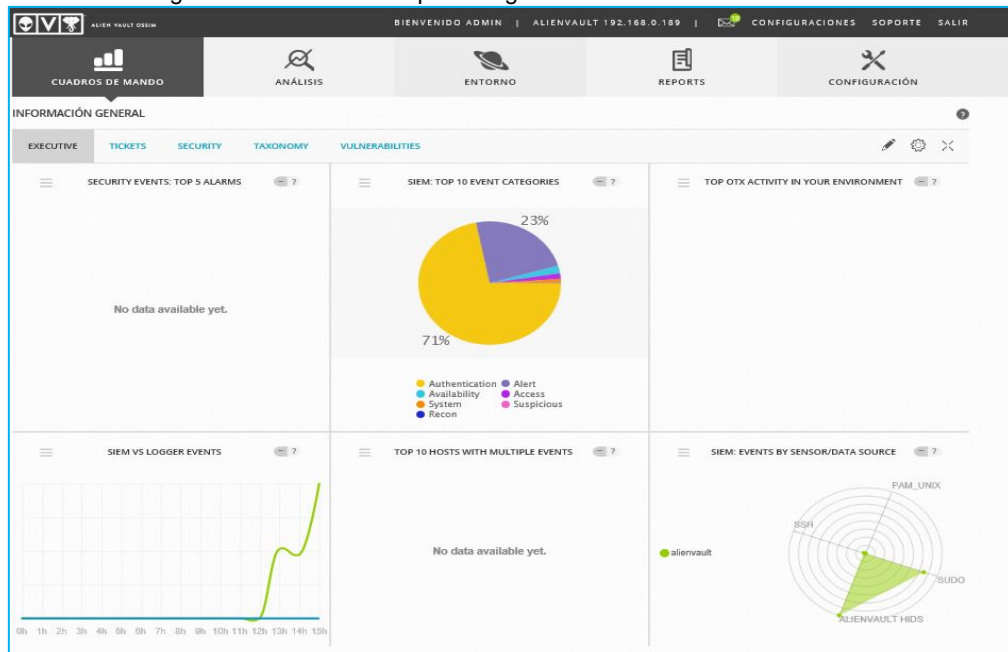 ALIEN VAULT OSSIM
BIENVENIDO ADMIN | ALIENVAULT 192.168.0.189 | CONFIGURACIONES SOPORTE SALIR
CUADROS DE MANDO ANÁLISIS ENTORNO REPORTS CONFIGURACIÓN
INFORMACIÓN GENERAL ?
EXECUTIVE TICKETS SECURITY TAXONOMY VULNERABILITIES
SECURITY EVENTS: TOP 5 ALARMS ?
SIEM: TOP 10 EVENT CATEGORIES ?
TOP OTX ACTIVITY IN YOUR ENVIRONMENT ?
No data available yet.
23%
71%
Authentication Alert
Availability Access
System Suspicious
Recon
SIEM VS LOGGER EVENTS ?
TOP 10 HOSTS WITH MULTIPLE EVENTS ?
SIEM: EVENTS BY SENSOR/DATA SOURCE ?
0h 1h 2h 3h 4h 5h 6h 7h 8h 9h 10h 11h 12h 13h 14h 15h
No data available yet.
alienvault
PAM_UNIX
SSH
SUDO
ALIENVAULT HIDS